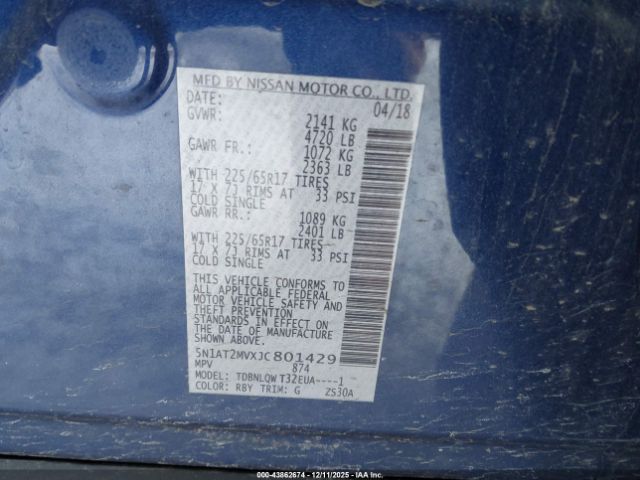 MFD BY NISSAN MOTOR CO., LTD.
DATE: 04/18
GVWR: 2141 KG
4720 LB
GAWR FR.: 1072 KG
2363 LB
WITH 225/65R17 TIRES
17 X 7J RIMS AT 33 PSI
COLD SINGLE
GAWR RR.: 1089 KG
2401 LB
WITH 225/65R17 TIRES
17 X 7J RIMS AT 33 PSI
COLD SINGLE
THIS VEHICLE CONFORMS TO
ALL APPLICABLE FEDERAL
MOTOR VEHICLE SAFETY AND
THEFT PREVENTION
STANDARDS IN EFFECT ON
THE DATE OF MANUFACTURE
SHOWN ABOVE.
5N1AT2MVXJC801429
MPV 874
MODEL: TDBNLQWT32EUA----1
COLOR: RBY TRIM: G ZS30A
000-43862674 - 12/11/2025 - IAA Inc.